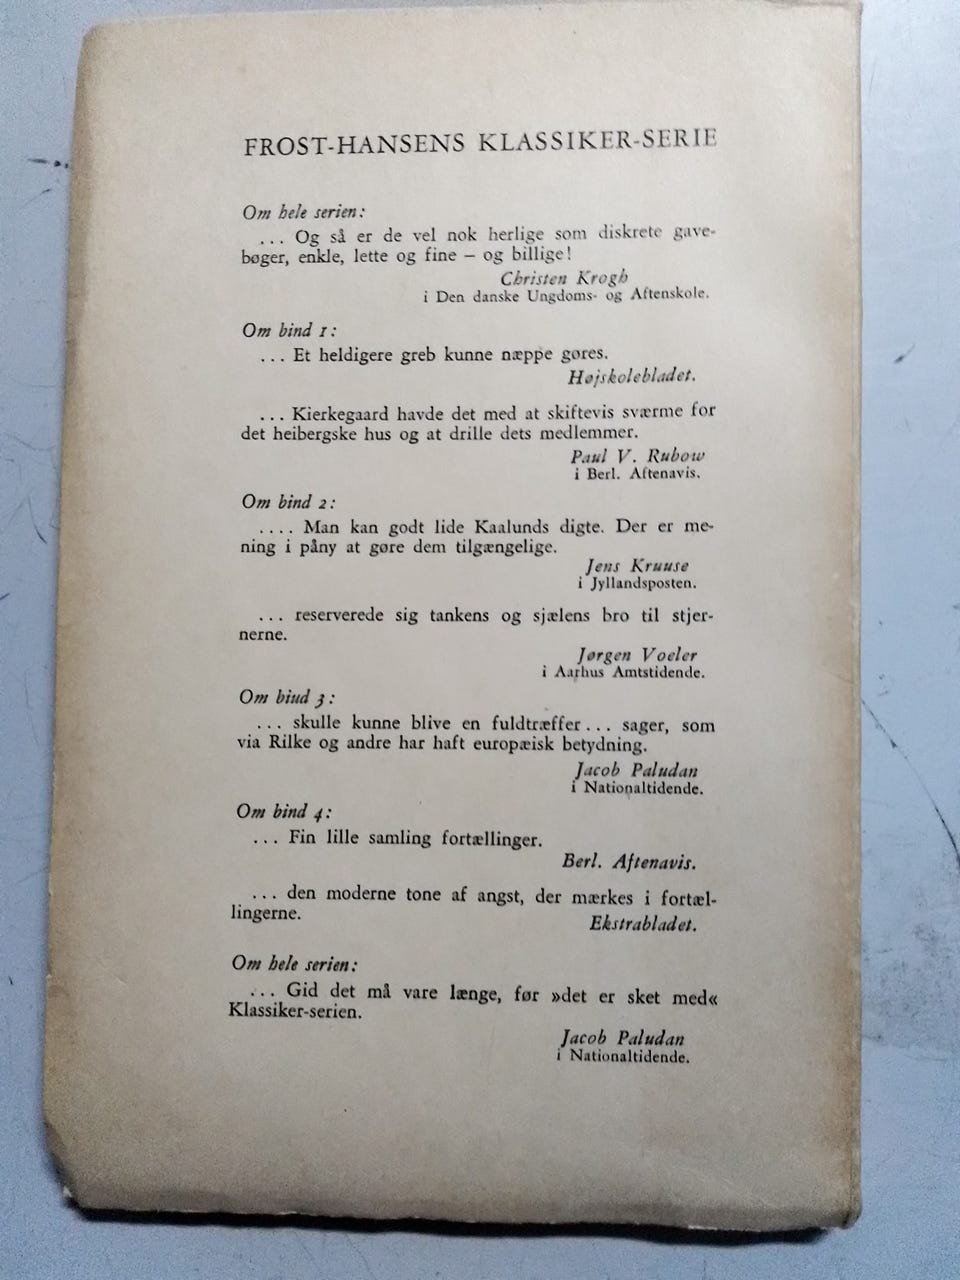 FROST-HANSENS KLASSIKER-SERIE
Om hele serien:
... Og så er de vel nok herlige som diskrete gave-
bøger, enkle, lette og fine – og billige!
Christen Krogh
i Den danske Ungdoms- og Aftenskole.
Om bind 1:
... Et heldigere greb kunne næppe gøres.
Højskolebladet.
... Kierkegaard havde det med at skiftevis sværme for
det heibergske hus og at drille dets medlemmer.
Paul V. Rubow
i Berl. Aftenavis.
Om bind 2:
.... Man kan godt lide Kaalunds digte. Der er me-
ning i påny at gøre dem tilgængelige.
Jens Kruuse
i Jyllandsposten.
... reserverede sig tankens og sjælens bro til stjer-
nerne.
Jørgen Voeler
i Aarhus Amtstidende.
Om biud 3:
... skulle kunne blive en fuldtræffer... sager, som
via Rilke og andre har haft europæisk betydning.
Jacob Paludan
i Nationaltidende.
Om bind 4:
... Fin lille samling fortællinger.
Berl. Aftenavis.
... den moderne tone af angst, der mærkes i fortæl-
lingerne.
Ekstrabladet.
Om hele serien:
... Gid det må vare længe, før »det er sket med«
Klassiker-serien.
Jacob Paludan
i Nationaltidende.